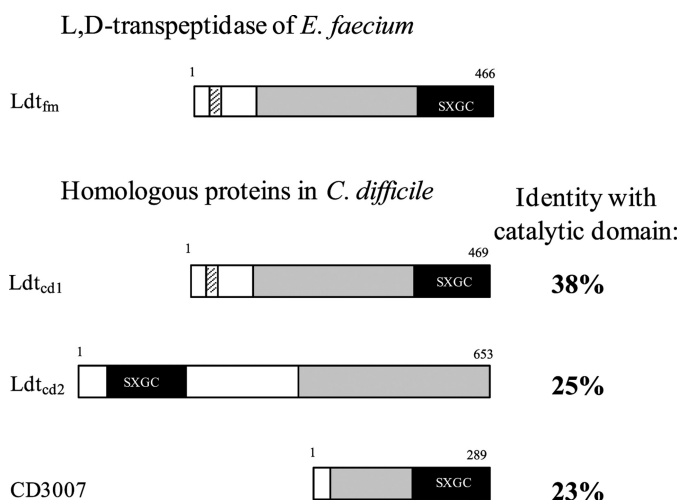 L,D-transpeptidase of E. faecium
1 466
Ldtfm SXGC
Homologous proteins in C. difficile
Identity with
catalytic domain:
1 469
Ldtcd1 SXGC 38%
1 653
Ldtcd2 SXGC 25%
1 289
CD3007 SXGC 23%